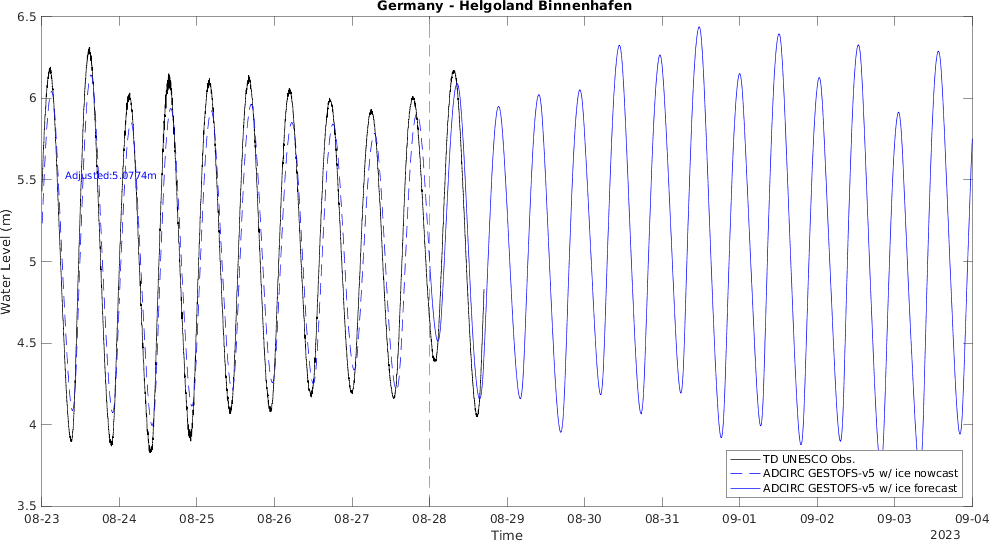 Germany - Helgoland Binnenhafen
6.5
6
5.5
5
4.5
4
3.5
Water Level (m)
Adjusted:5.0774m
TD UNESCO Obs.
ADCIRC GESTOFS-v5 w/ ice nowcast
ADCIRC GESTOFS-v5 w/ ice forecast
08-23 08-24 08-25 08-26 08-27 08-28 08-29 08-30 08-31 09-01 09-02 09-03 09-04
Time
2023